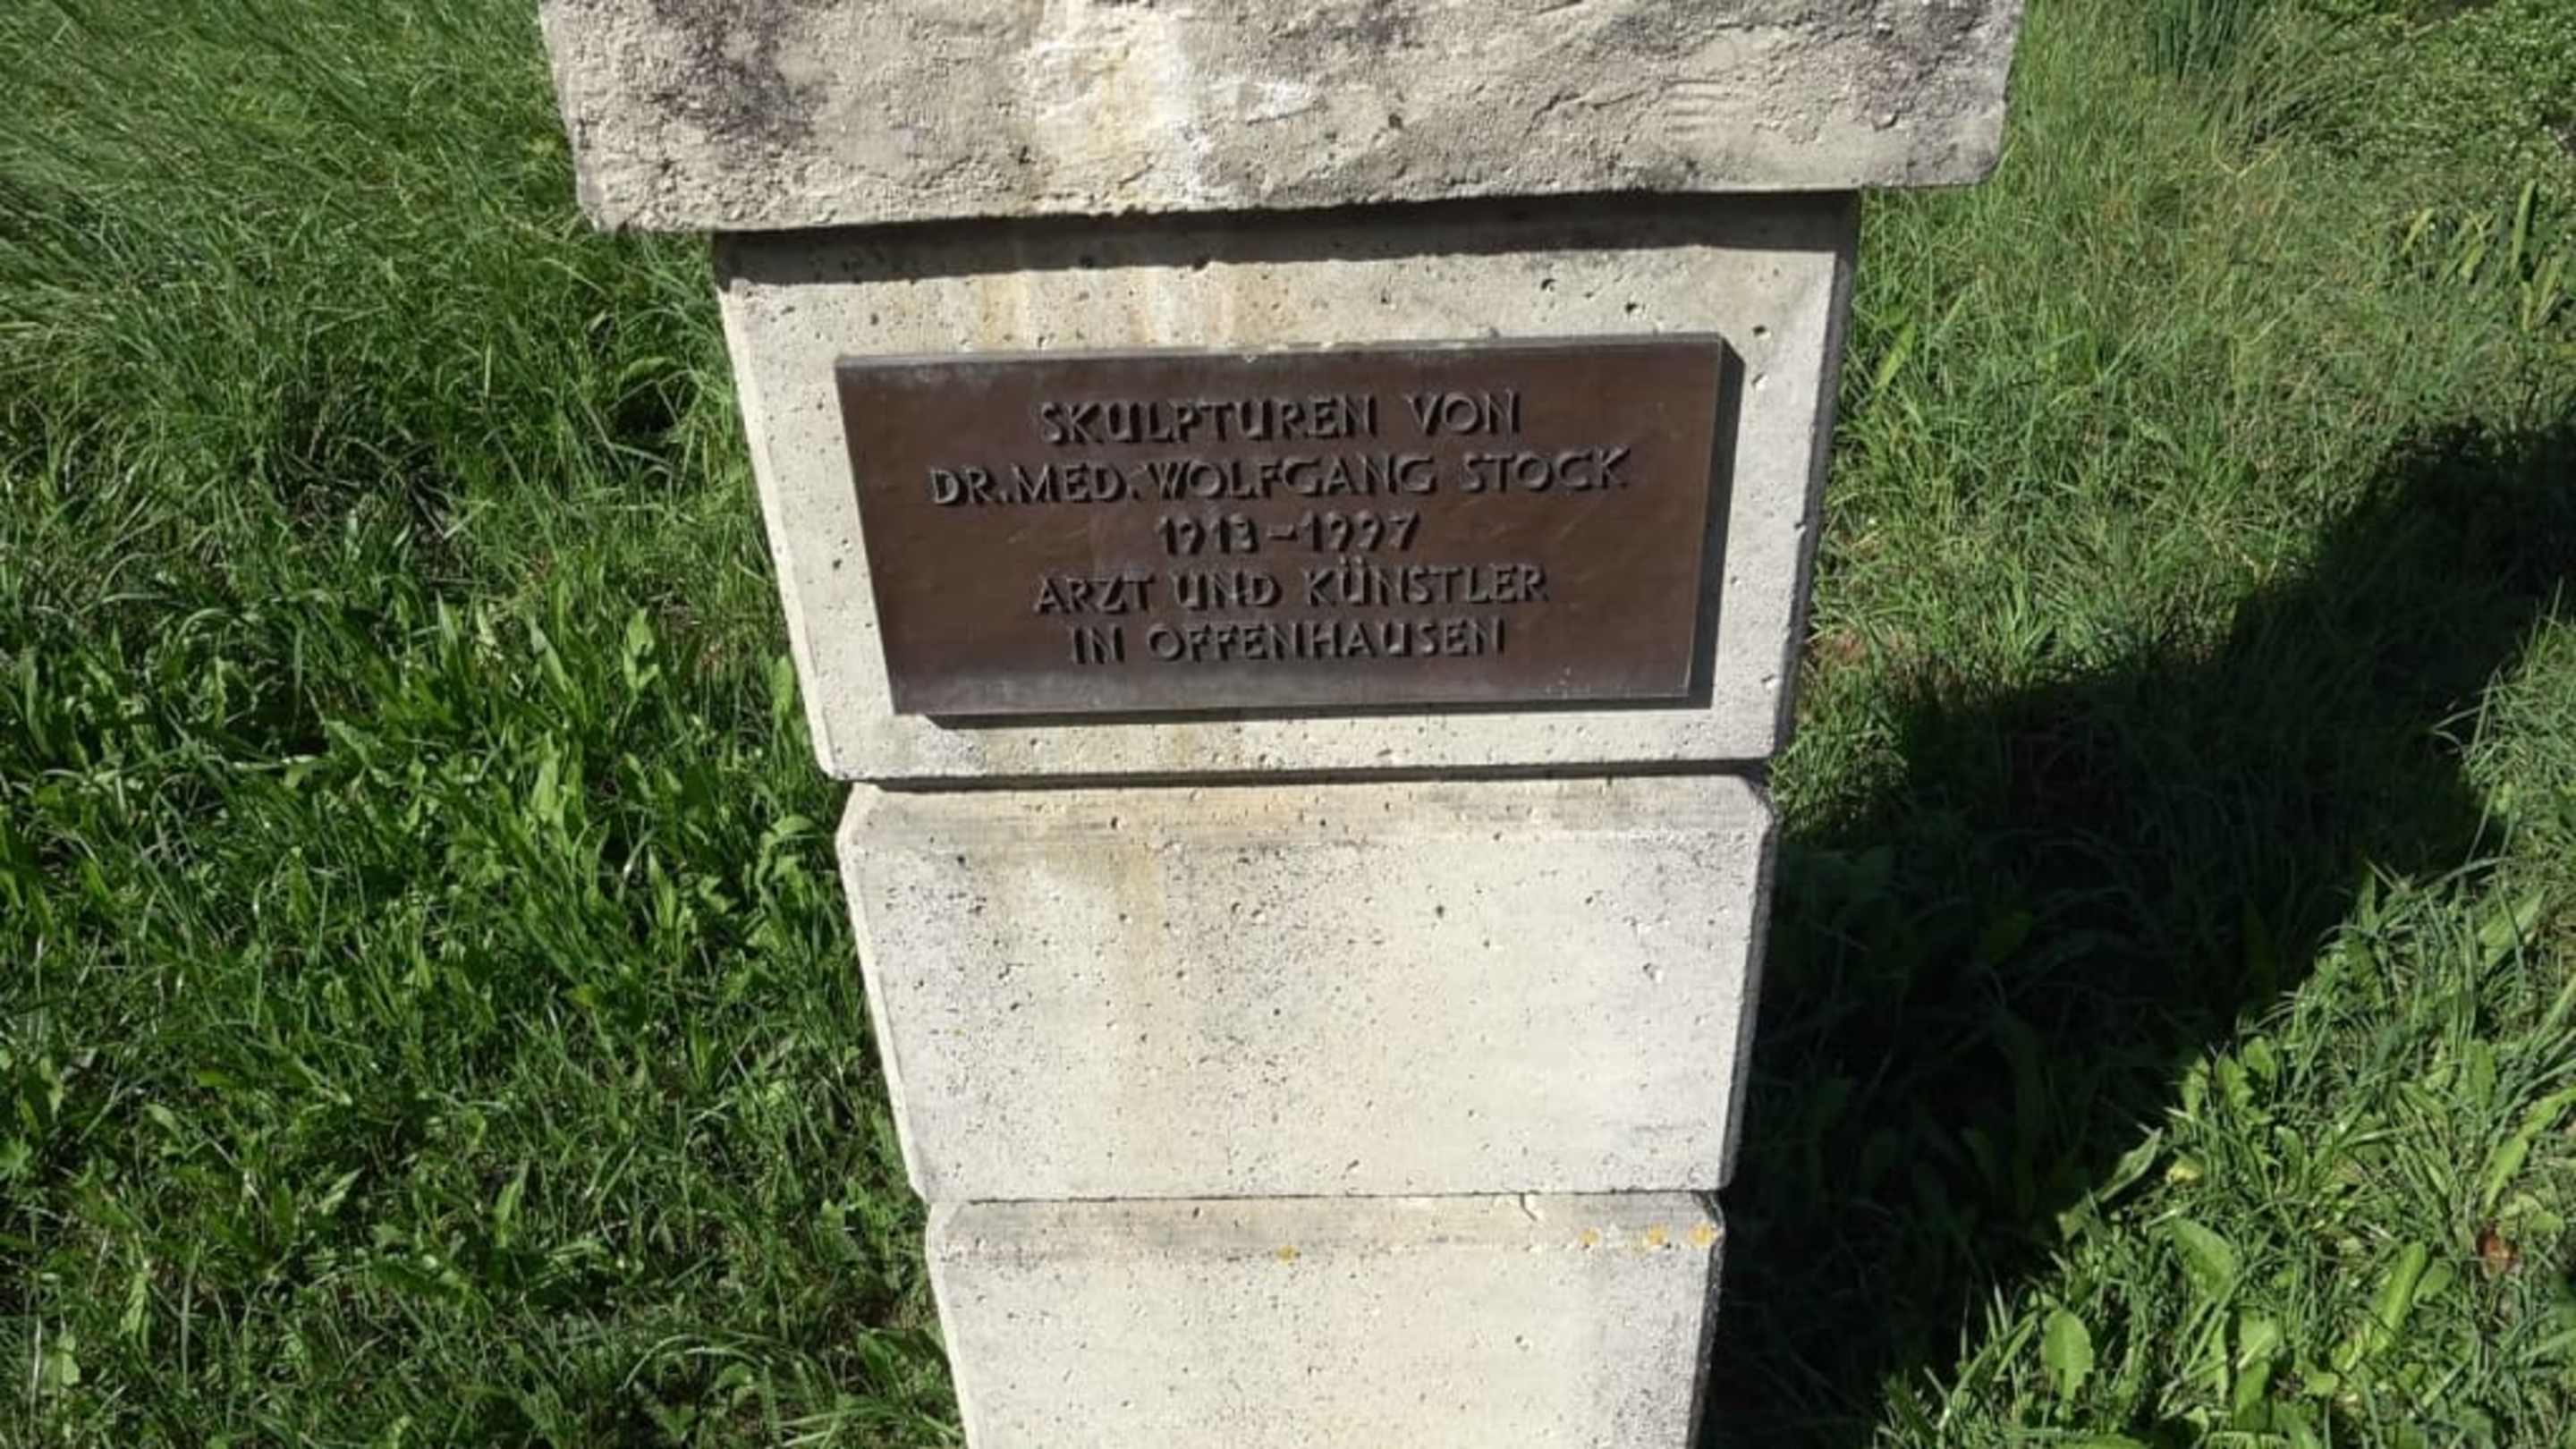 SKULPTUREN VON
DR.MED.WOLFGANG STOCK
1913-1997
ARZT UND KÜNSTLER
IN OFFENHAUSEN